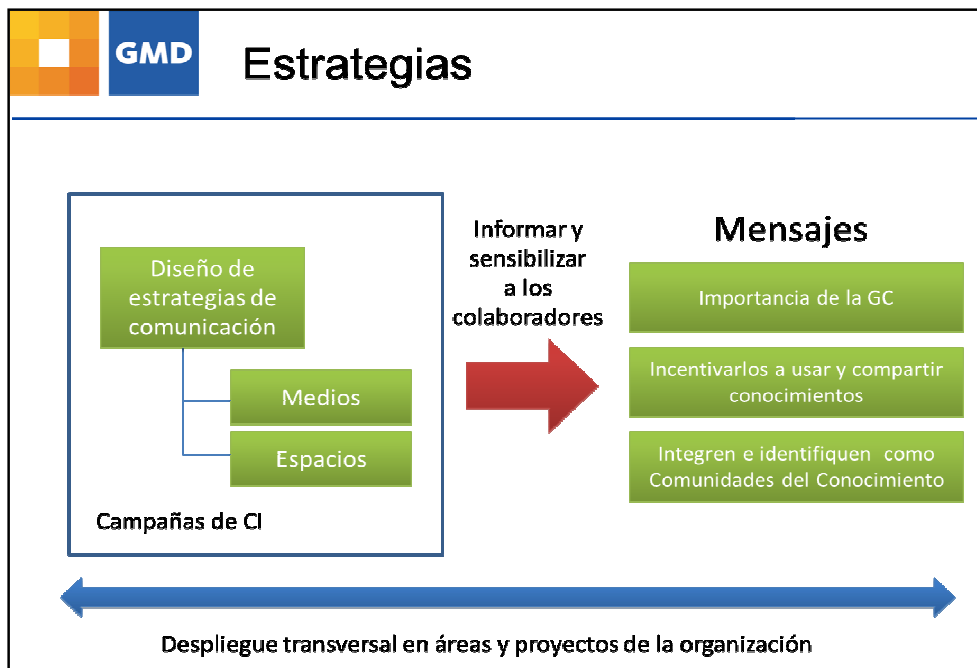 GMD
Estrategias
Diseño de
estrategias de
comunicación
Medios
Espacios
Campañas de CI
Informar y
sensibilizar
a los
colaboradores
Mensajes
Importancia de la GC
Incentivarlos a usar y compartir
conocimientos
Integren e identifiquen como
Comunidades del Conocimiento
Despliegue transversal en áreas y proyectos de la organización